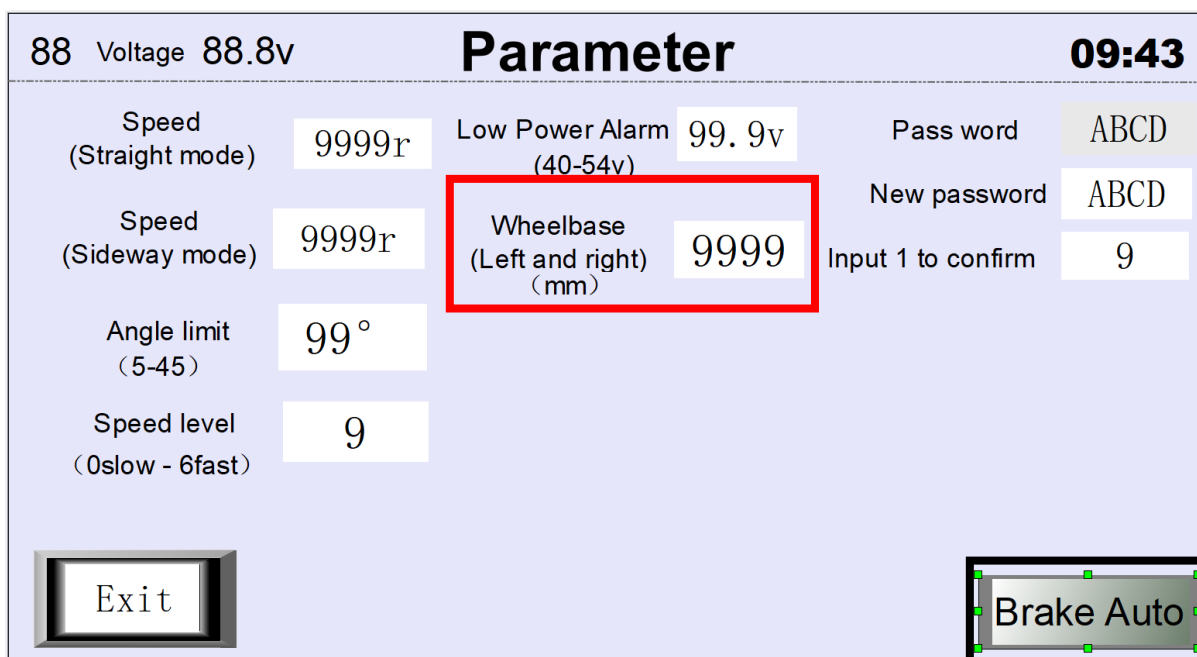 88 Voltage 88.8v Parameter 09:43
Speed
(Straight mode)
9999r
Speed
(Sideway mode)
9999r
Angle limit
（5-45）
99°
Speed level
（0slow - 6fast）
9
Low Power Alarm
(40-54v)
99.9v
Wheelbase
(Left and right)
（mm）
9999
Pass word ABCD
New password ABCD
Input 1 to confirm 9
Exit
Brake Auto